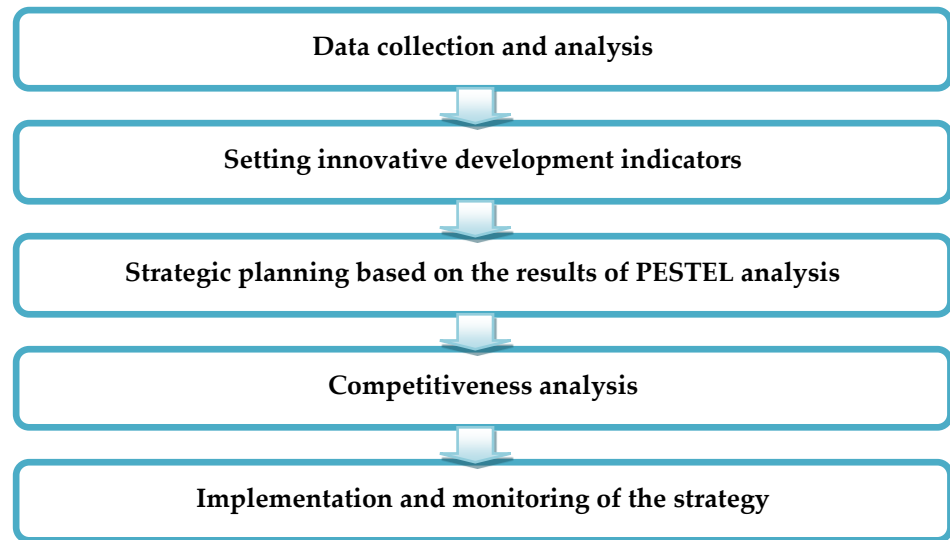 Data collection and analysis
Setting innovative development indicators
Strategic planning based on the results of PESTEL analysis
Competitiveness analysis
Implementation and monitoring of the strategy